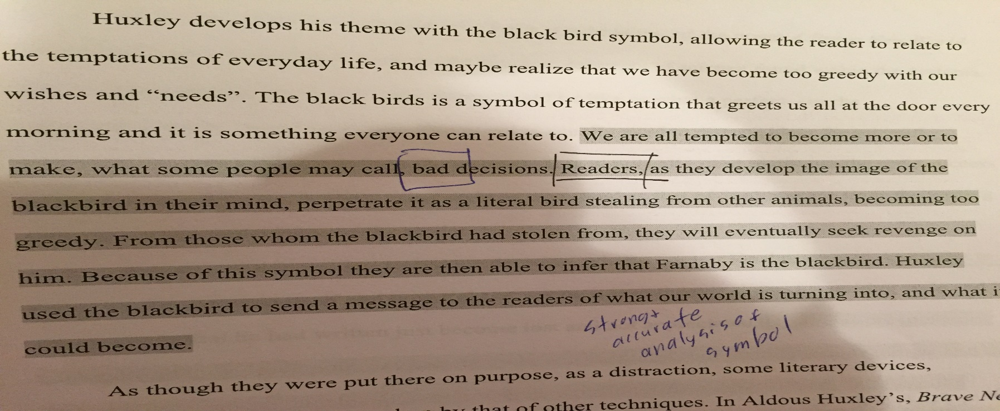 Huxley develops his theme with the black bird symbol, allowing the reader to relate to
the temptations of everyday life, and maybe realize that we have become too greedy with our
wishes and “needs”. The black birds is a symbol of temptation that greets us all at the door every
morning and it is something everyone can relate to. We are all tempted to become more or to
make, what some people may call, bad decisions. Readers, as they develop the image of the
blackbird in their mind, perpetrate it as a literal bird stealing from other animals, becoming too
greedy. From those whom the blackbird had stolen from, they will eventually seek revenge on
him. Because of this symbol they are then able to infer that Farnaby is the blackbird. Huxley
used the blackbird to send a message to the readers of what our world is turning into, and what
could become.
strong +
accurate
analysis of
symbol
As though they were put there on purpose, as a distraction, some literary devices,
that of other techniques. In Aldous Huxley’s, Brave